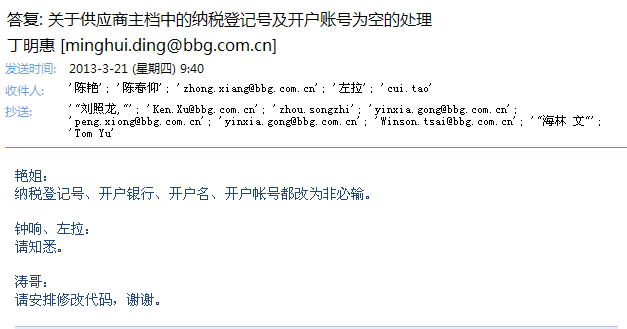 答复: 关于供应商主档中的纳税登记号及开户账号为空的处理
丁明惠 [minghui.ding@bbg.com.cn]
发送时间: 2013-3-21 (星期四) 9:40
收件人: '陈艳'; '陈春仰'; 'zhong.xiang@bbg.com.cn'; '左拉'; 'cui.tao'
抄送: '"刘照龙,"'; 'Ken.Xu@bbg.com.cn'; 'zhou.songzhi'; 'yinxia.gong@bbg.com.cn';
'peng.xiong@bbg.com.cn'; 'yinxia.gong@bbg.com.cn'; 'Winson.tsai@bbg.com.cn'; '"海林 文"';
'Tom Yu'
艳姐:
纳税登记号、开户银行、开户名、开户帐号都改为非必输。
钟响、左拉:
请知悉。
涛哥:
请安排修改代码，谢谢。